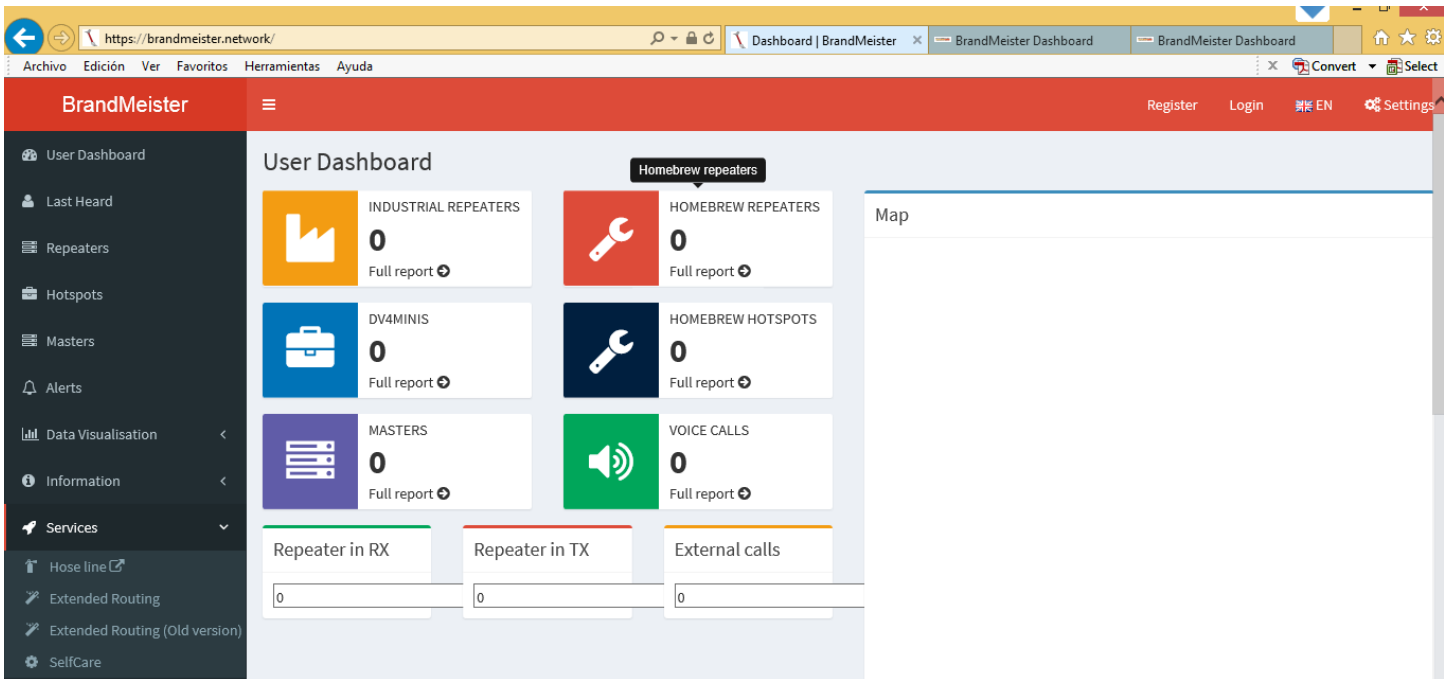 https://brandmeister.network/
Dashboard | BrandMeister
BrandMeister Dashboard
BrandMeister Dashboard
Archivo Edición Ver Favoritos Herramientas Ayuda
Convert
Select
BrandMeister
Register Login EN Settings
User Dashboard
Last Heard
Repeaters
Hotspots
Masters
Alerts
Data Visualisation
Information
Services
Hose line
Extended Routing
Extended Routing (Old version)
SelfCare
User Dashboard
Homebrew repeaters
INDUSTRIAL REPEATERS
0
Full report
HOMEBREW REPEATERS
0
Full report
DV4MINIS
0
Full report
HOMEBREW HOTSPOTS
0
Full report
MASTERS
0
Full report
VOICE CALLS
0
Full report
Repeater in RX
0
Repeater in TX
0
External calls
0
Map